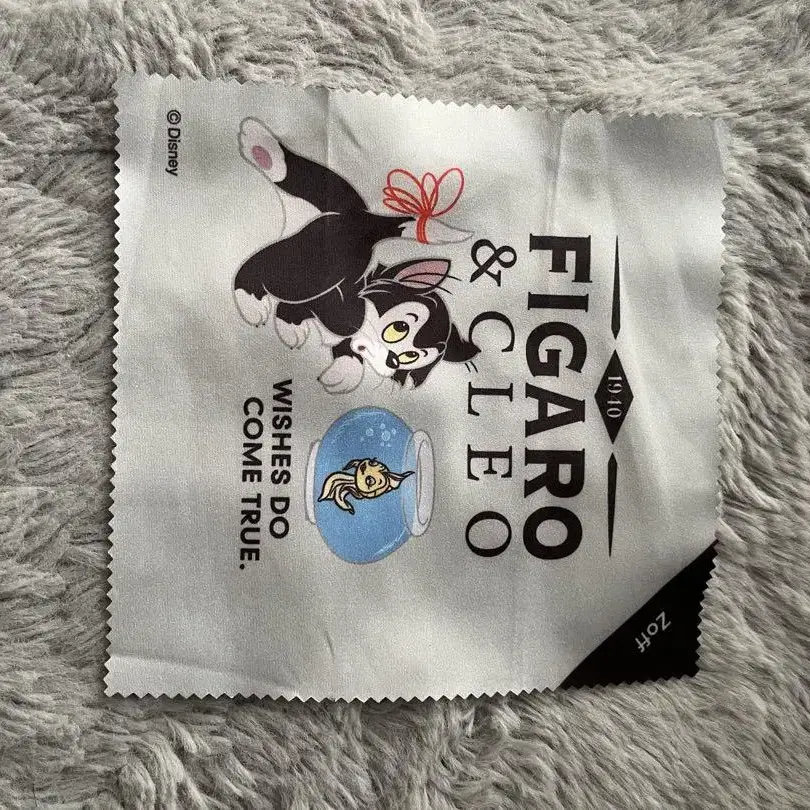 1940
FIGARO
& CLEO
WISHES DO
COME TRUE.
© Disney
Zoff